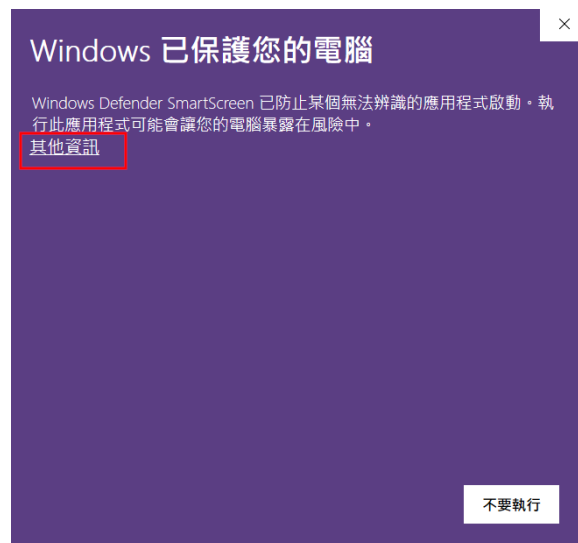 Windows 已保護您的電腦
Windows Defender SmartScreen 已防止某個無法辨識的應用程式啟動。執
行此應用程式可能會讓您的電腦暴露在風險中。
其他資訊
不要執行